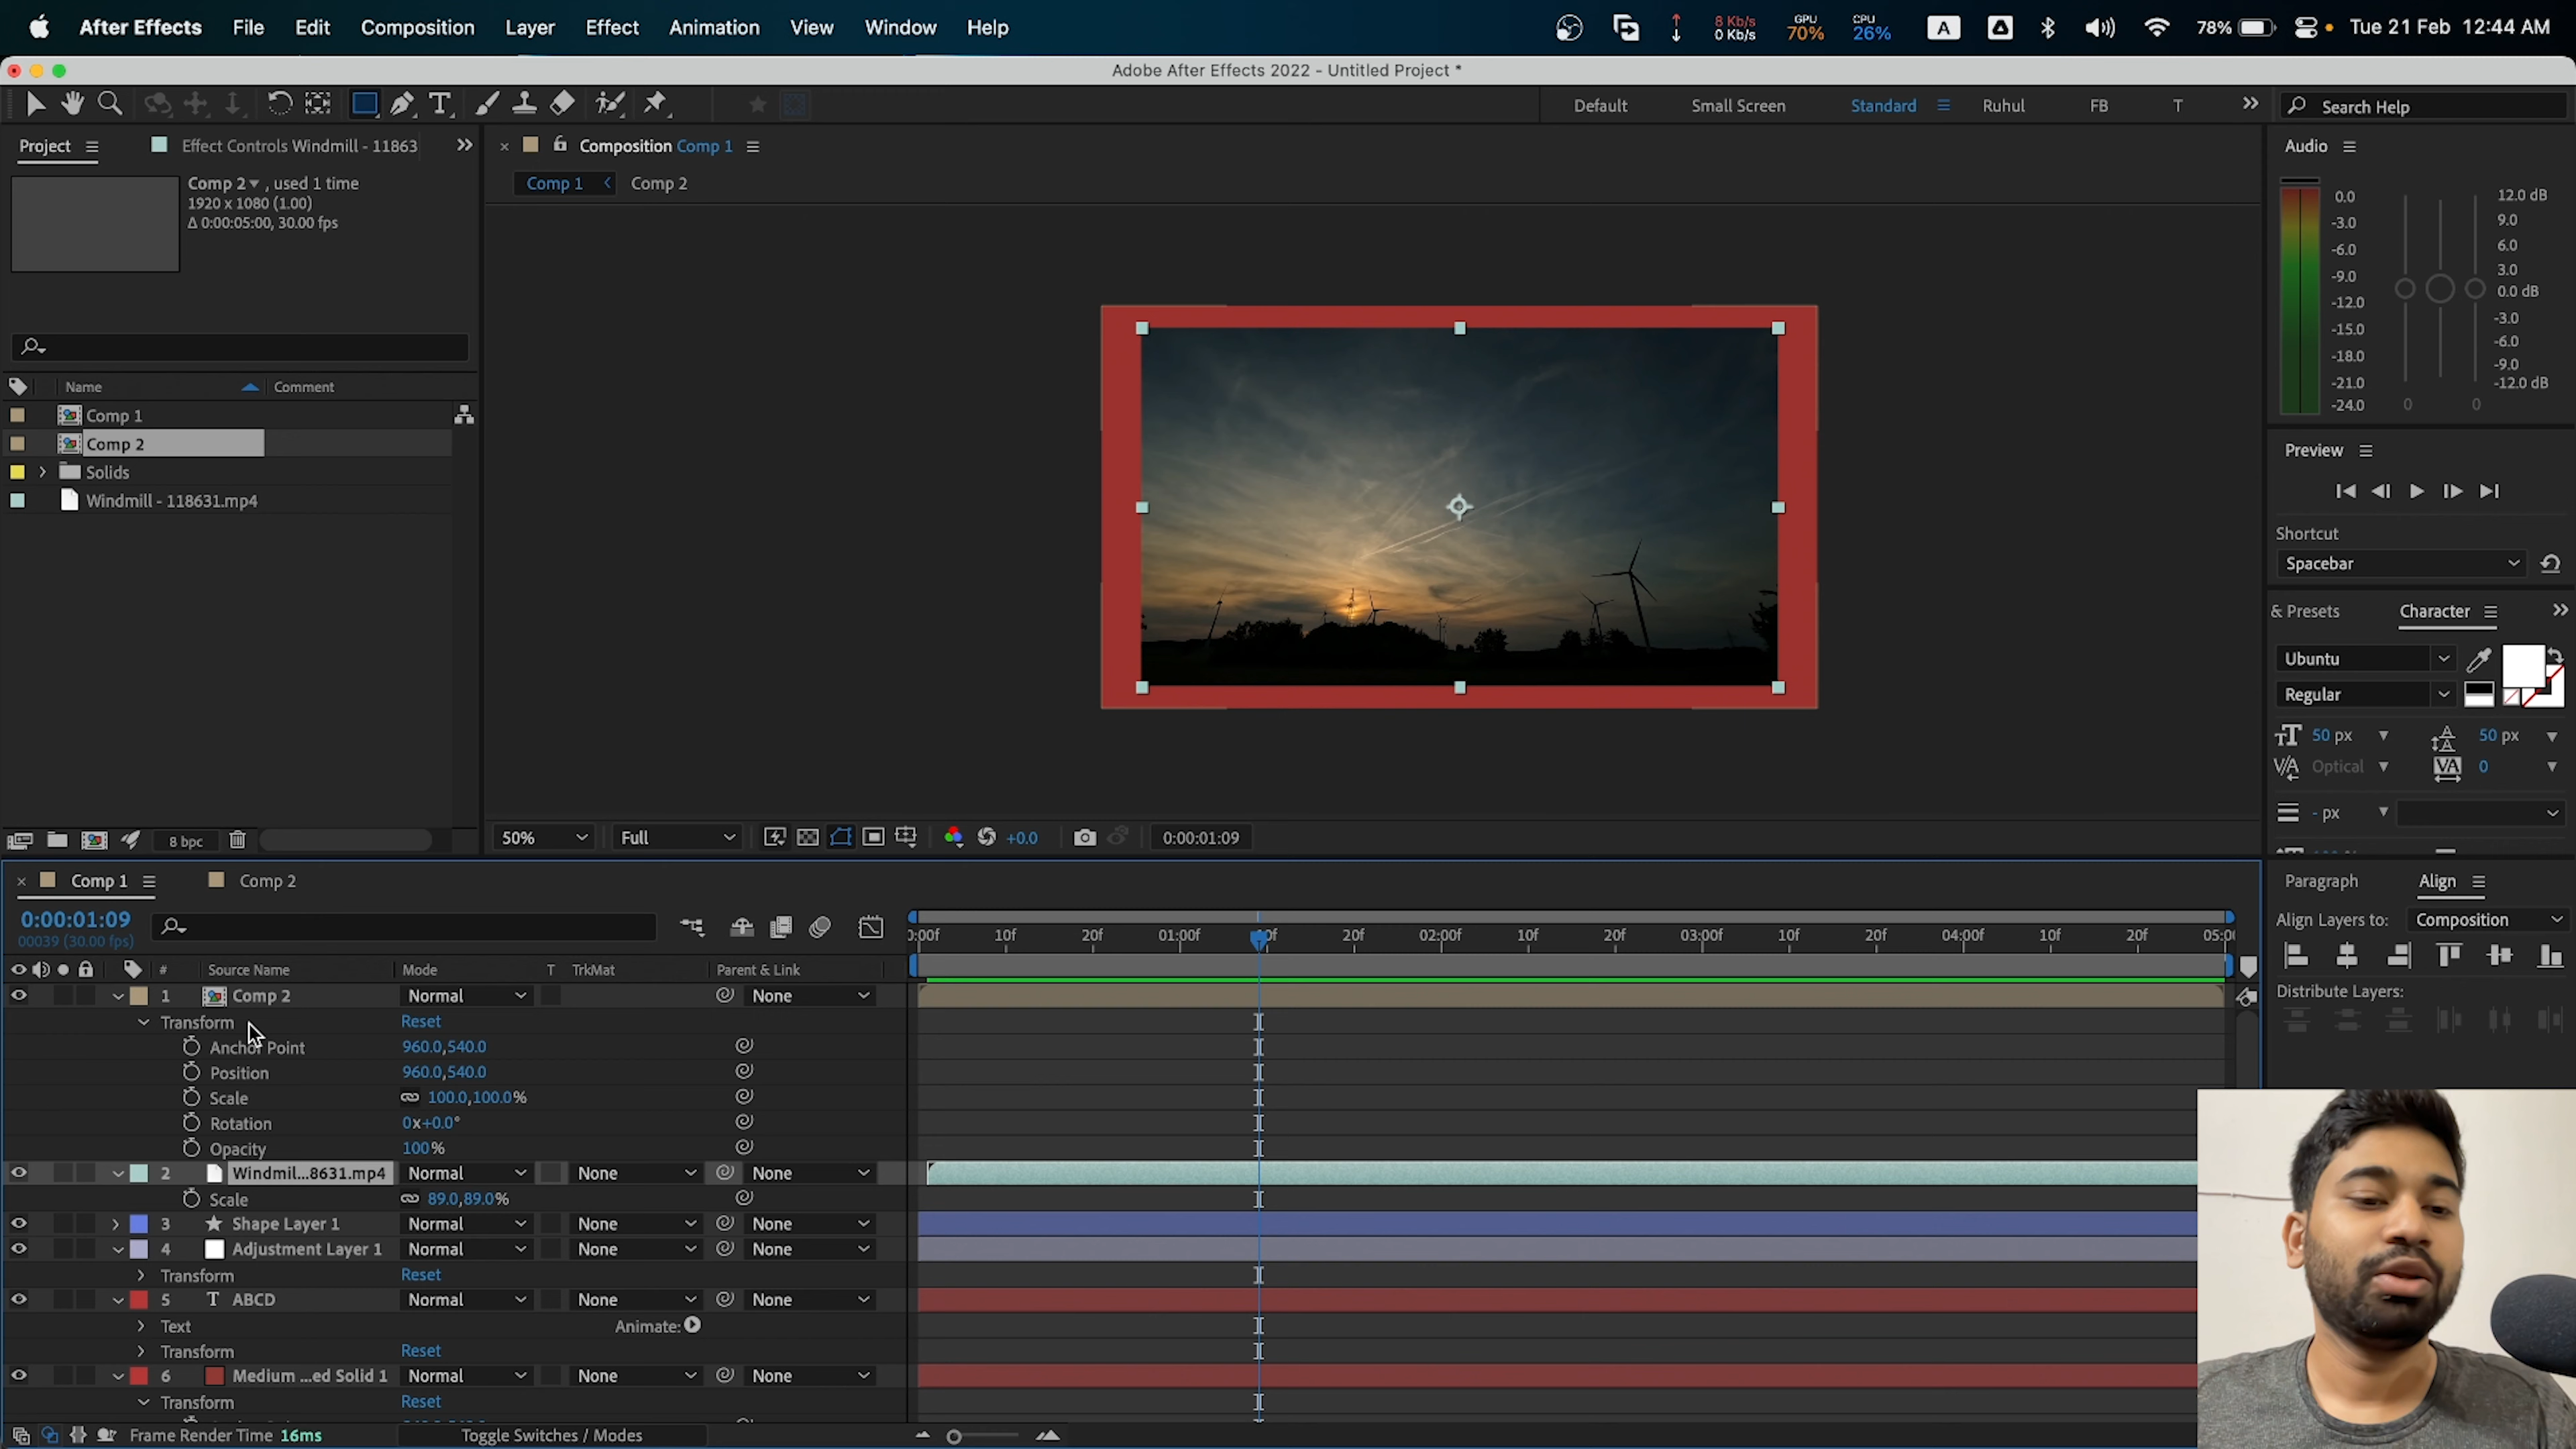 After Effects File Edit Composition Layer Effect Animation View Window Help 8 Kb/s 0 Kb/s GPU 70% CPU 26% A 78% Tue 21 Feb 12:44 AM
Adobe After Effects 2022 - Untitled Project *
Default Small Screen Standard Ruhul FB T Search Help
Project Effect Controls Windmill - 11863
Comp 2 , used 1 time
1920 x 1080 (1.00)
Δ 0:00:05:00, 30.00 fps
Name Comment
Comp 1
Comp 2
Solids
Windmill - 118631.mp4
8 bpc
Composition Comp 1
Comp 1 Comp 2
50% Full +0.0 0:00:01:09
Audio
0.0
-3.0
-6.0
-9.0
-12.0
-15.0
-18.0
-21.0
-24.0
12.0 dB
9.0
6.0
3.0
0.0 dB
-3.0
-6.0
-9.0
-12.0 dB
0 0
Preview
Shortcut
Spacebar
& Presets Character
Ubuntu
Regular
50 px 50 px
Optical 0
- px
Paragraph Align
Align Layers to: Composition
Distribute Layers:
Comp 1 Comp 2
0:00:01:09
00039 (30.00 fps)
10f 20f 01:00f 20f 02:00f 10f 20f 03:00f 10f 20f 04:00f 10f 20f
# Source Name Mode T TrkMat Parent & Link
1 Comp 2 Normal None
Transform Reset
Anchor Point 960.0,540.0
Position 960.0,540.0
Scale 100.0,100.0%
Rotation 0x+0.0°
Opacity 100%
2 Windmil...8631.mp4 Normal None None
Scale 89.0,89.0%
3 Shape Layer 1 Normal None None
4 Adjustment Layer 1 Normal None None
Transform Reset
5 T ABCD Normal None None
Text Animate:
Transform Reset
6 Medium ...ed Solid 1 Normal None None
Transform Reset
Frame Render Time 16ms Toggle Switches / Modes